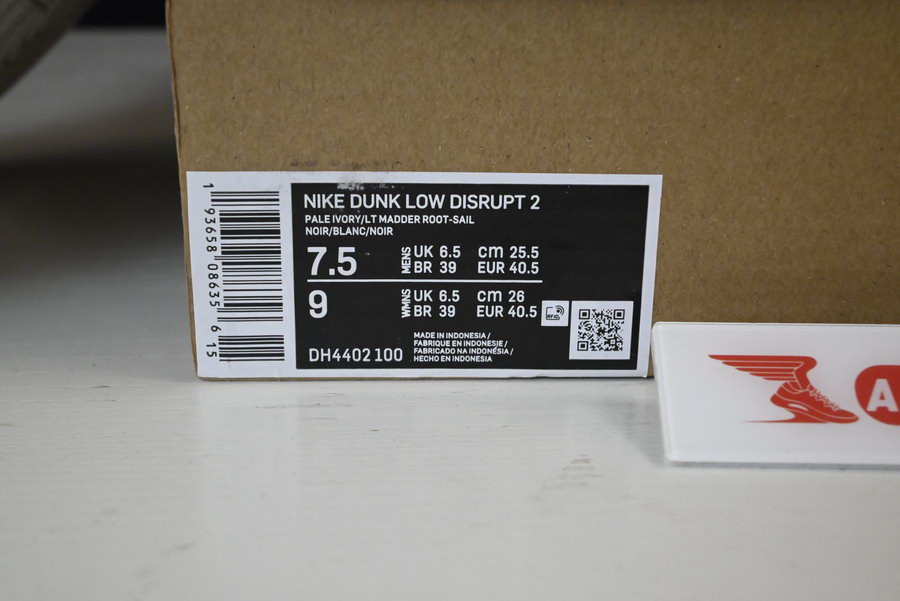 NIKE DUNK LOW DISRUPT 2
PALE IVORY/LT MADDER ROOT-SAIL
NOIR/BLANC/NOIR
7.5 MENS UK 6.5 cm 25.5
BR 39 EUR 40.5
9 WMNS UK 6.5 cm 26
BR 39 EUR 40.5
RFID
DH4402 100
MADE IN INDONESIA /
FABRIQUE EN INDONESIE /
FABRICADO NA INDONÉSIA /
HECHO EN INDONESIA
1 93658 08635 6 15
A